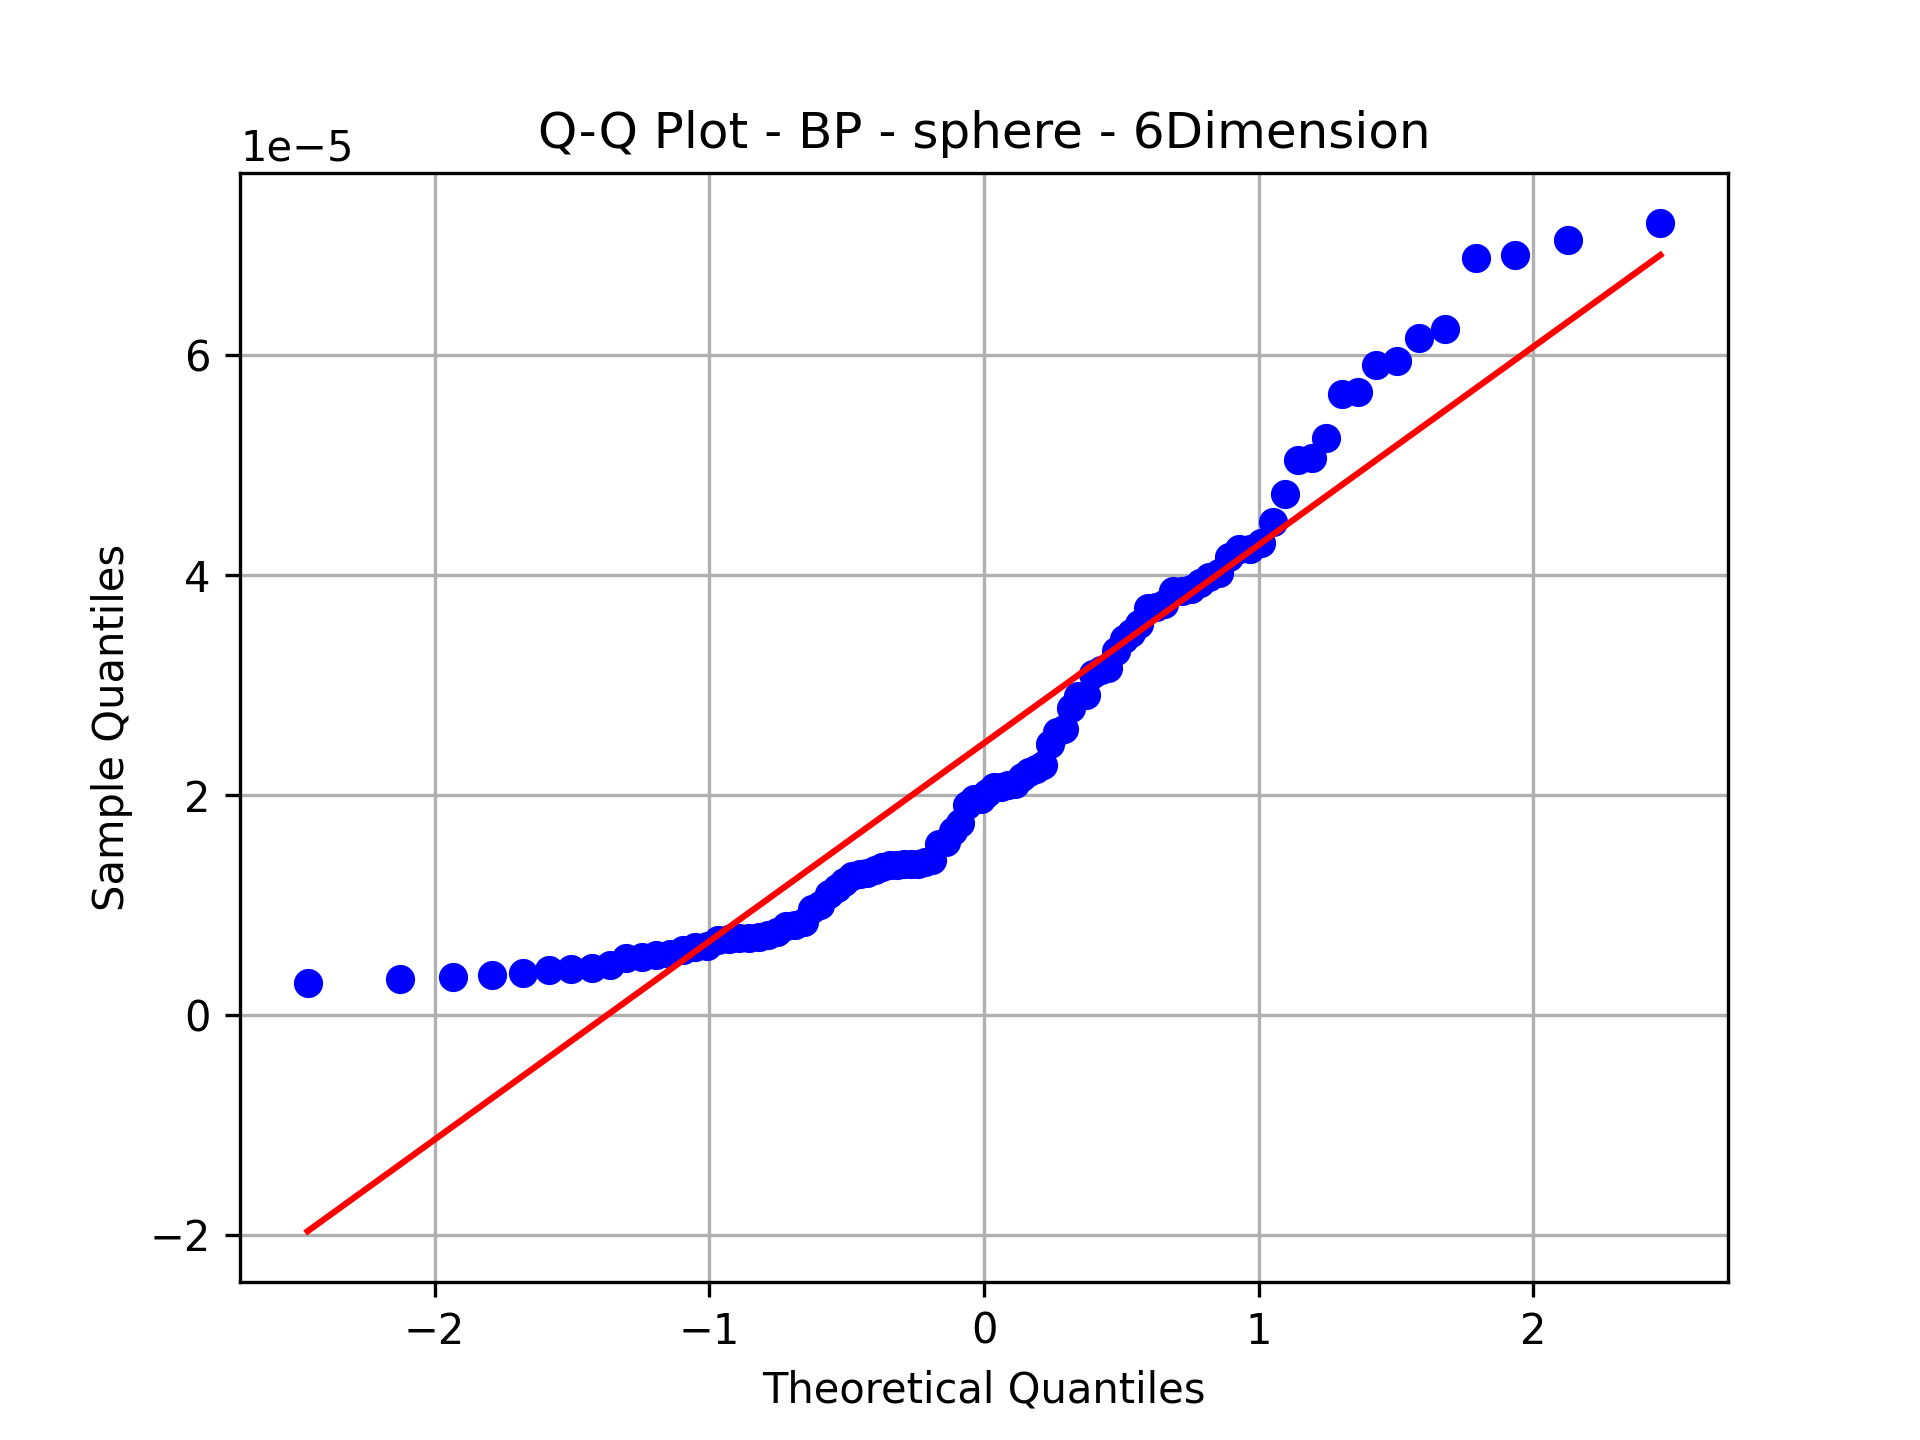 Q-Q Plot - BP - sphere - 6Dimension
1e−5
6
4
2
0
−2
Sample Quantiles
−2 −1 0 1 2
Theoretical Quantiles